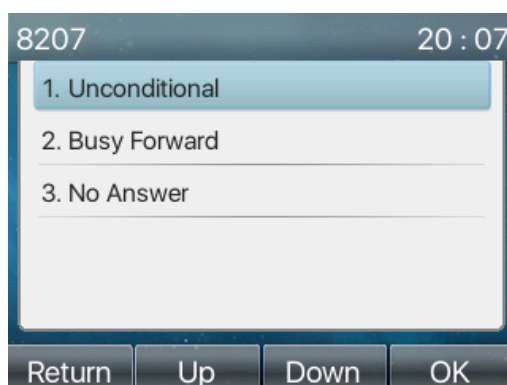 8207 20 : 07
1. Unconditional
2. Busy Forward
3. No Answer
Return Up Down OK